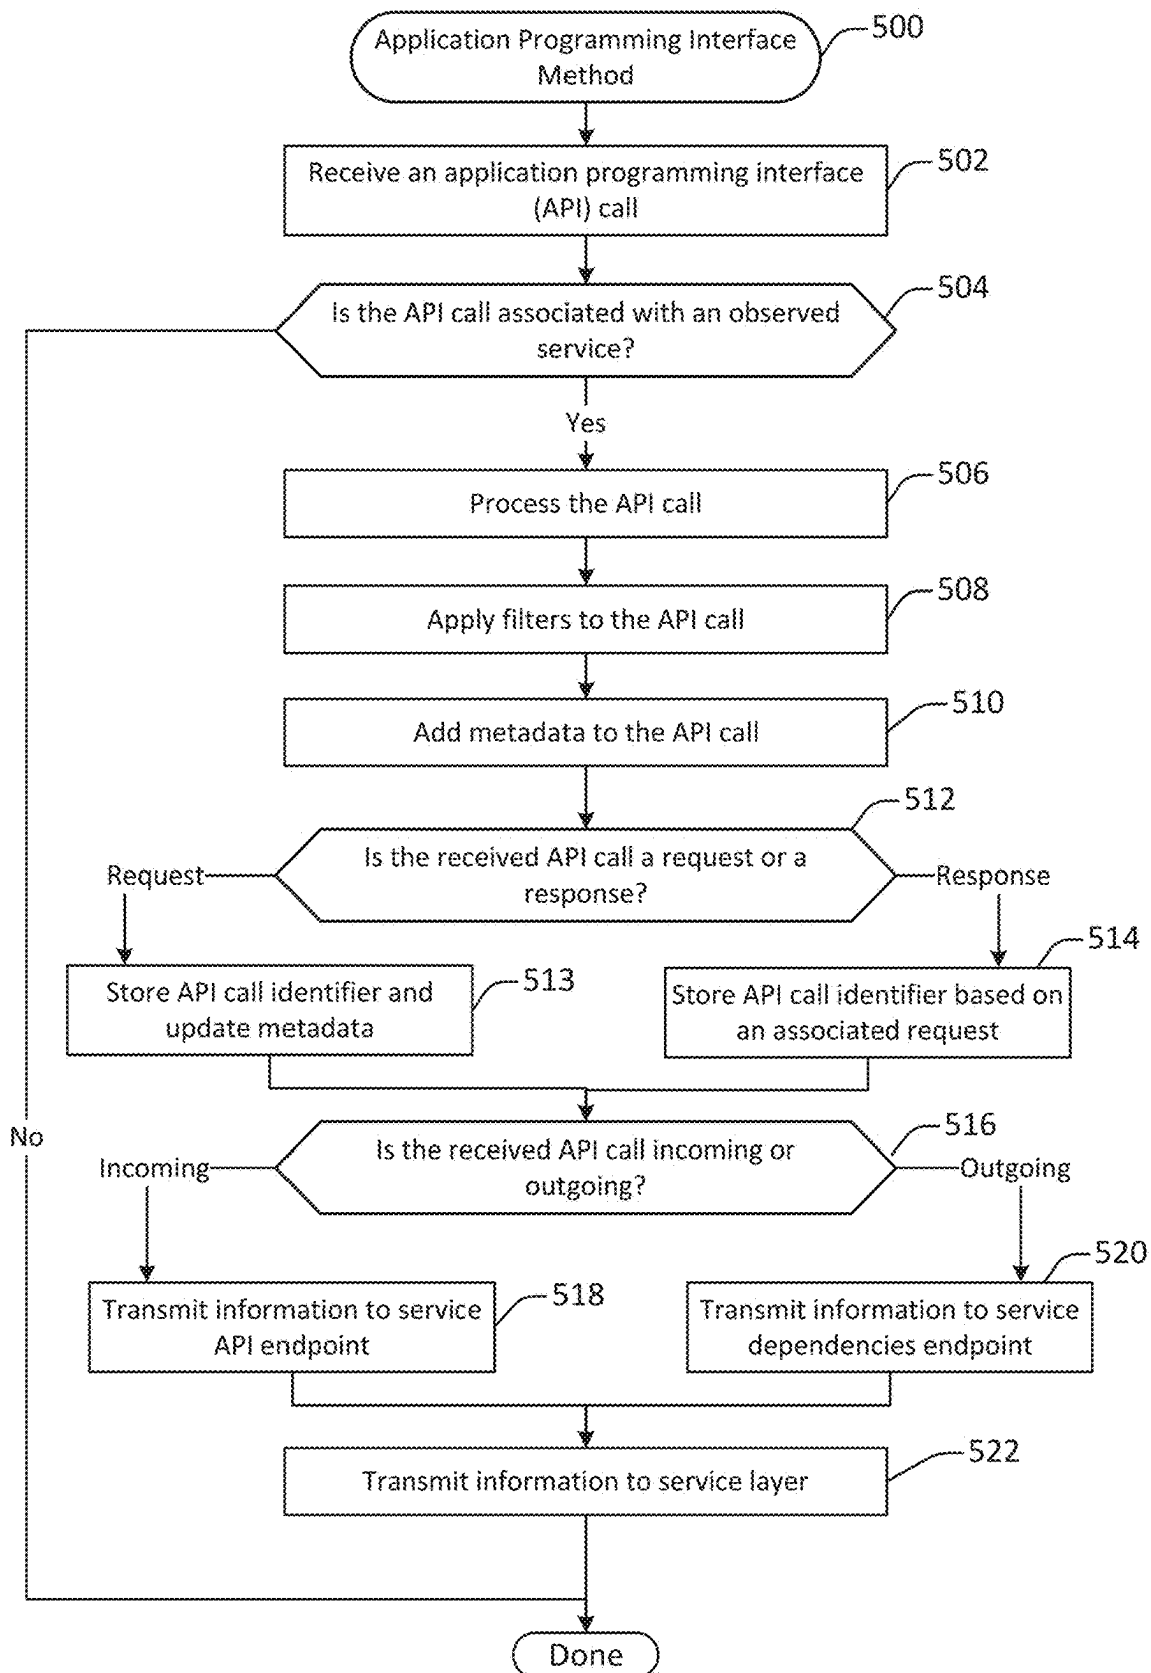 Application Programming Interface
Method
500
Receive an application programming interface
(API) call
502
Is the API call associated with an observed
service?
504
Yes
Process the API call
506
Apply filters to the API call
508
Add metadata to the API call
510
Is the received API call a request or a
response?
512
Request
Response
Store API call identifier and
update metadata
513
Store API call identifier based on
an associated request
514
No
Is the received API call incoming or
outgoing?
516
Incoming
Outgoing
Transmit information to service
API endpoint
518
Transmit information to service
dependencies endpoint
520
Transmit information to service layer
522
Done